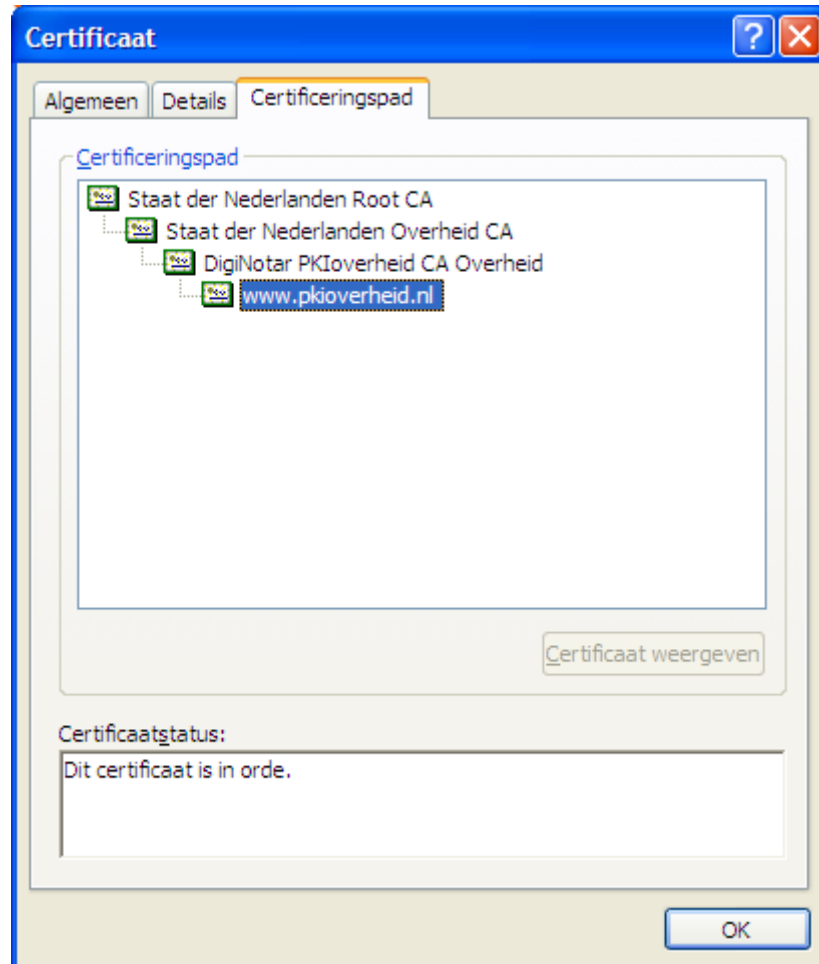 Certificaat
Algemeen Details Certificeringspad
Certificeringspad
Staat der Nederlanden Root CA
Staat der Nederlanden Overheid CA
DigiNotar PKIoverheid CA Overheid
www.pkioverheid.nl
Certificaat weergeven
Certificaatstatus:
Dit certificaat is in orde.
OK